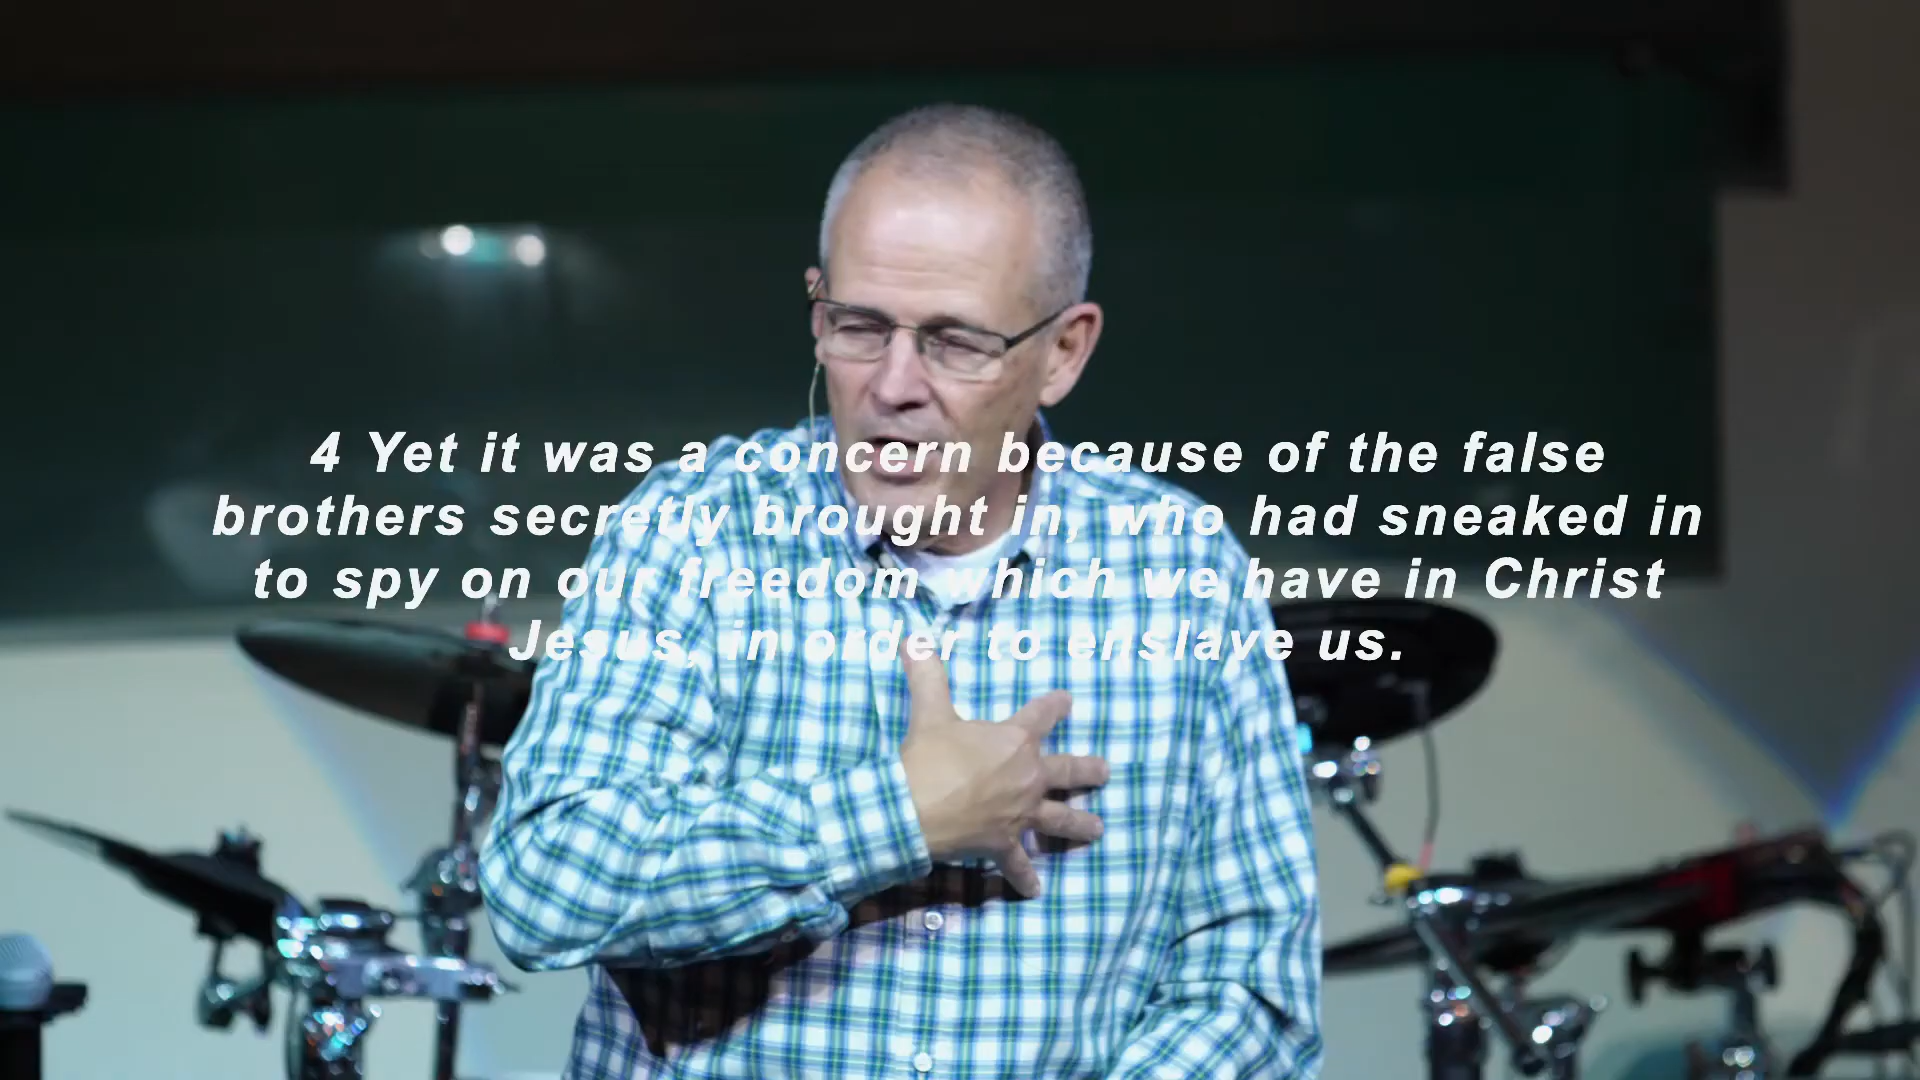 4 Yet it was a concern because of the false
brothers secretly brought in, who had sneaked in
to spy on our freedom which we have in Christ
Jesus, in order to enslave us.